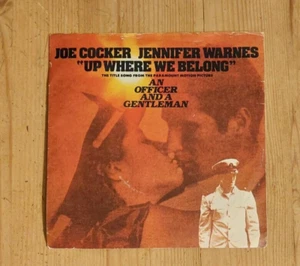 JOE COCKER JENNIFER WARNES
"UP WHERE WE BELONG"
THE TITLE SONG FROM THE PARAMOUNT MOTION PICTURE
AN
OFFICER
AND A
GENTLEMAN